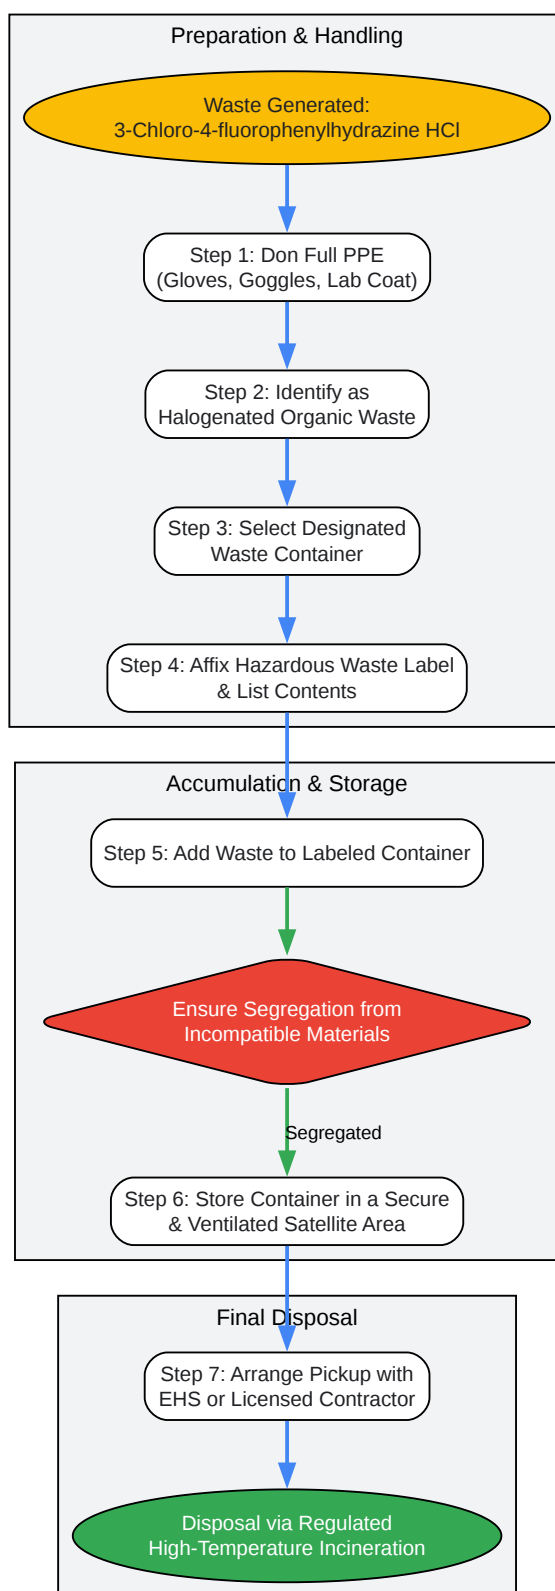 Preparation & Handling
Waste Generated:
3-Chloro-4-fluorophenylhydrazine HCl
Step 1: Don Full PPE
(Gloves, Goggles, Lab Coat)
Step 2: Identify as
Halogenated Organic Waste
Step 3: Select Designated
Waste Container
Step 4: Affix Hazardous Waste Label
& List Contents
Accumulation & Storage
Step 5: Add Waste to Labeled Container
Ensure Segregation from
Incompatible Materials
Segregated
Step 6: Store Container in a Secure
& Ventilated Satellite Area
Final Disposal
Step 7: Arrange Pickup with
EHS or Licensed Contractor
Disposal via Regulated
High-Temperature Incineration